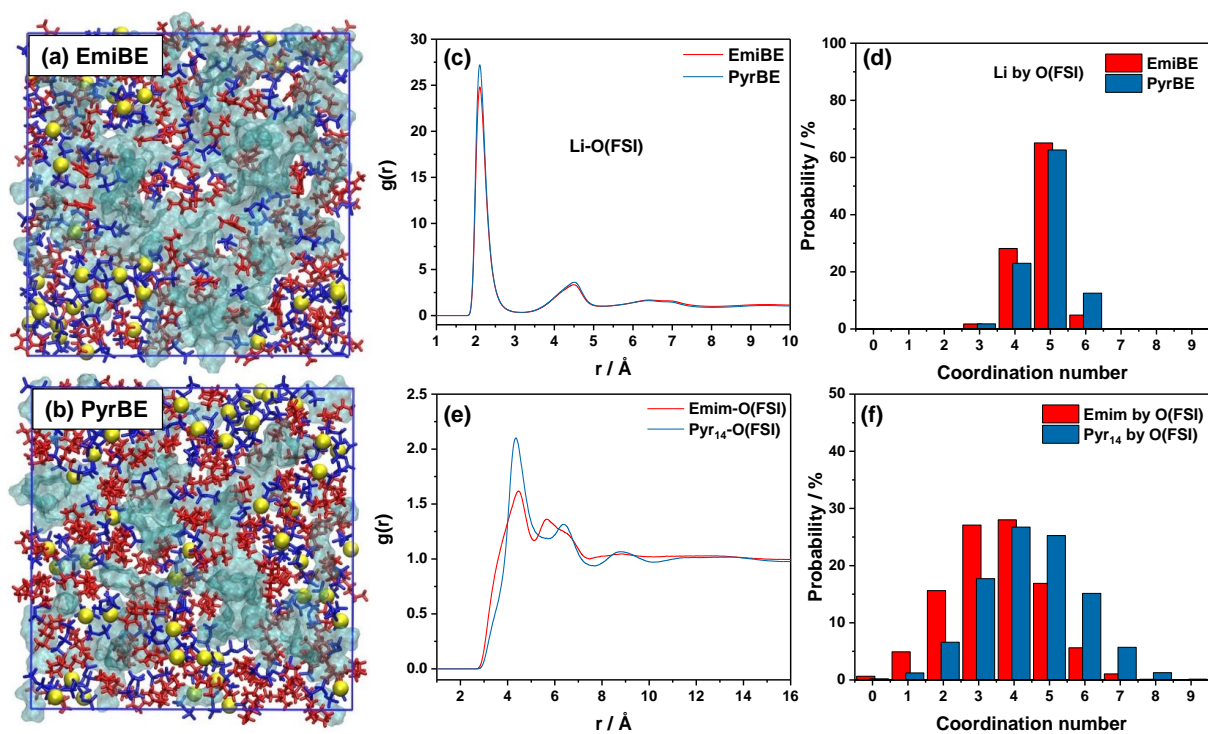 (a) EmiBE
(b) PyrBE
(c)
EmiBE
PyrBE
Li-O(FSI)
g(r)
30
25
20
15
10
5
0
1 2 3 4 5 6 7 8 9 10
r / Å
(d)
Li by O(FSI)
EmiBE
PyrBE
Probability / %
100
80
60
40
20
0
0 1 2 3 4 5 6 7 8 9
Coordination number
(e)
Emim-O(FSI)
Pyr₁₄-O(FSI)
g(r)
2.5
2.0
1.5
1.0
0.5
0.0
2 4 6 8 10 12 14 16
r / Å
(f)
Emim by O(FSI)
Pyr₁₄ by O(FSI)
Probability / %
50
40
30
20
10
0
0 1 2 3 4 5 6 7 8 9
Coordination number